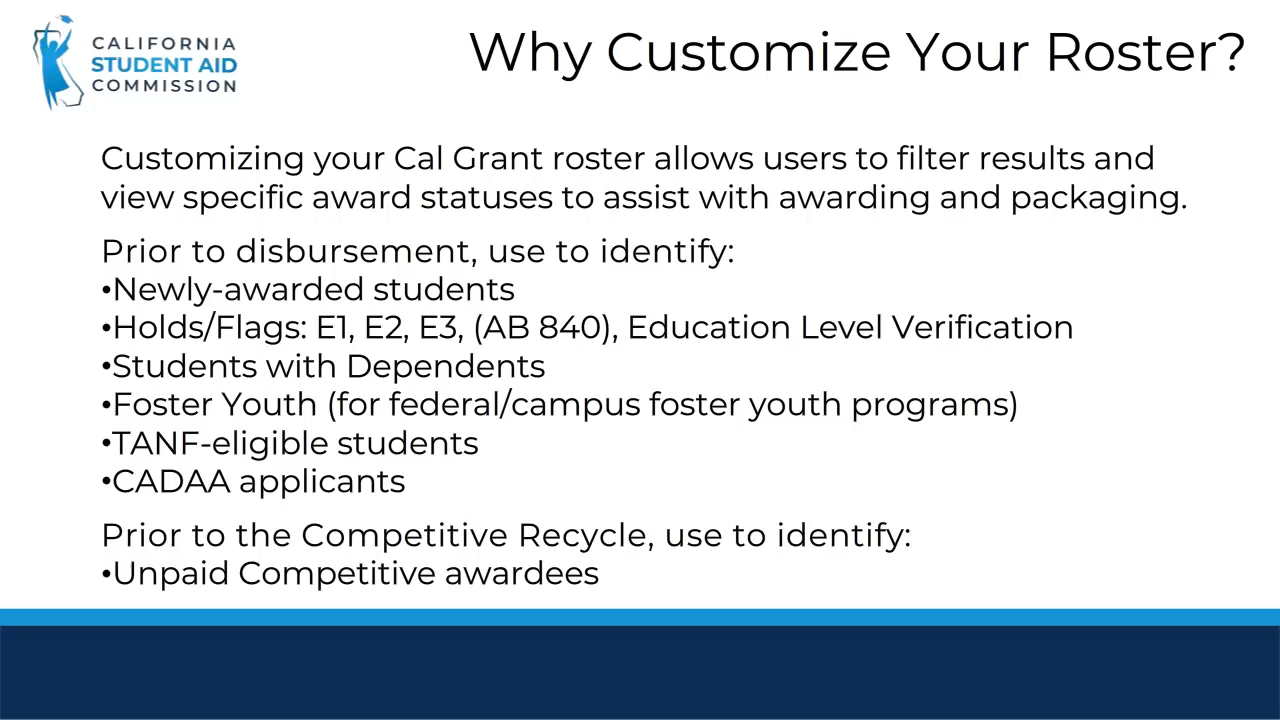 CALIFORNIA
STUDENT AID
COMMISSION
Why Customize Your Roster?
Customizing your Cal Grant roster allows users to filter results and
view specific award statuses to assist with awarding and packaging.
Prior to disbursement, use to identify:
•Newly-awarded students
•Holds/Flags: E1, E2, E3, (AB 840), Education Level Verification
•Students with Dependents
•Foster Youth (for federal/campus foster youth programs)
•TANF-eligible students
•CADAA applicants
Prior to the Competitive Recycle, use to identify:
•Unpaid Competitive awardees